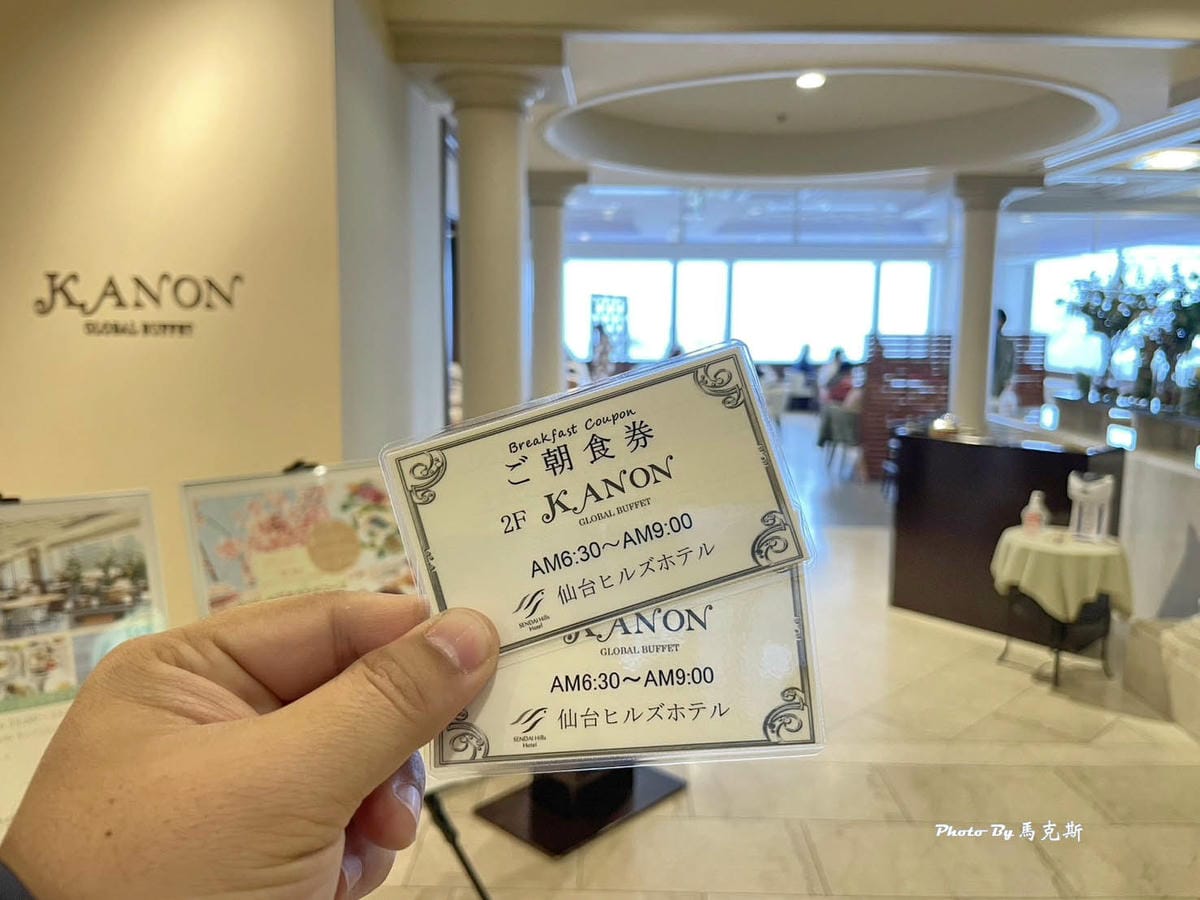 KANON
GLOBAL BUFFET
Breakfast Coupon
ご朝食券
2F KANON
GLOBAL BUFFET
AM6:30～AM9:00
SENDAI Hills Hotel
仙台ヒルズホテル
KANON
GLOBAL BUFFET
AM6:30～AM9:00
SENDAI Hills Hotel
仙台ヒルズホテル
Photo By 馬克斯